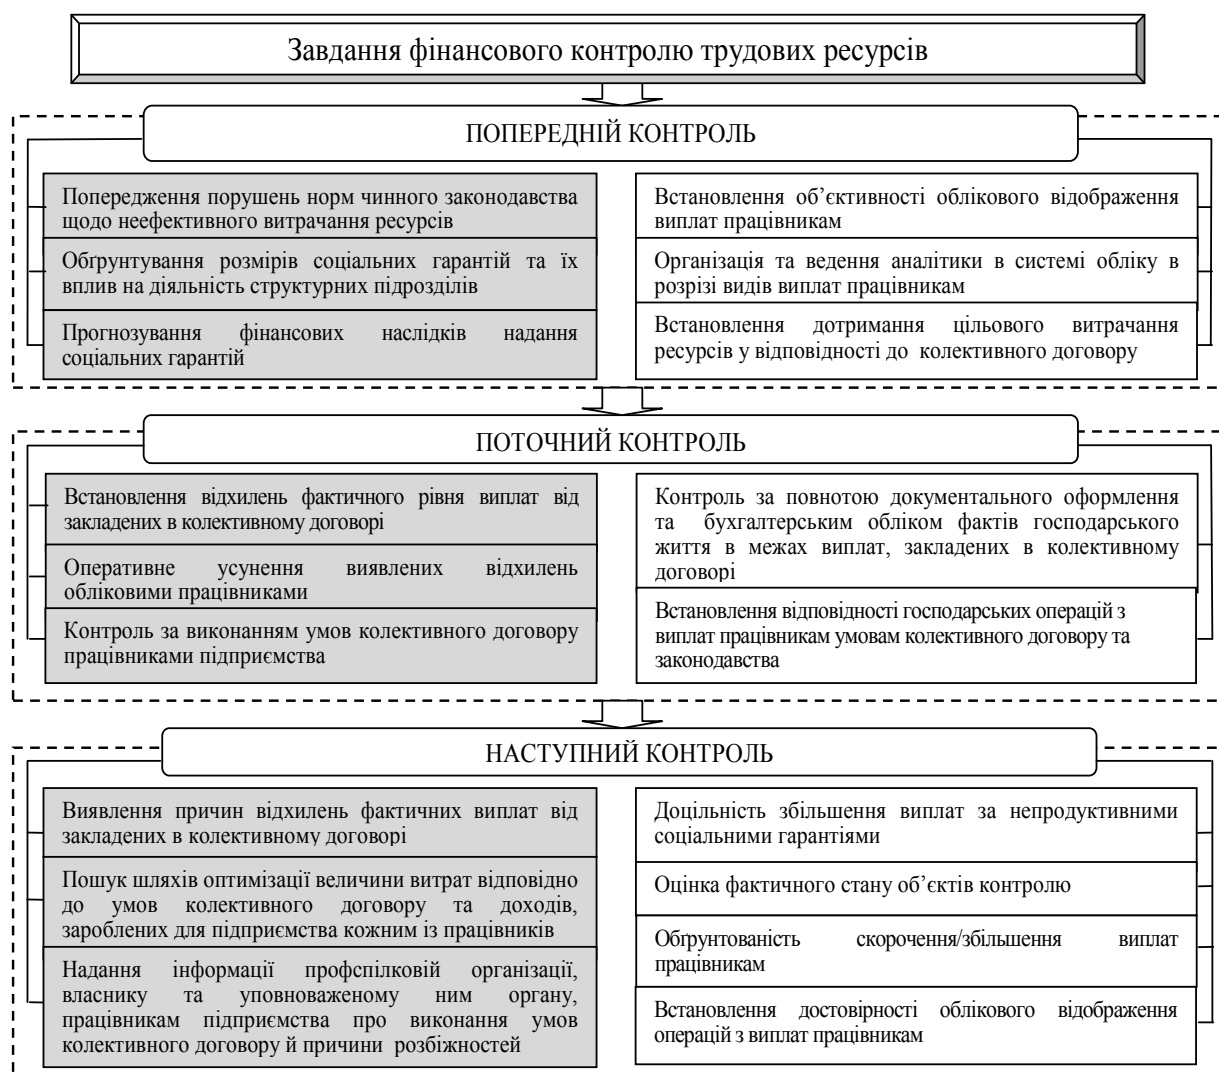 Завдання фінансового контролю трудових ресурсів
ПОПЕРЕДНІЙ КОНТРОЛЬ
Попередження порушень норм чинного законодавства
щодо неефективного витрачання ресурсів
Обґрунтування розмірів соціальних гарантій та їх
вплив на діяльність структурних підрозділів
Прогнозування фінансових наслідків надання
соціальних гарантій
Встановлення об’єктивності облікового відображення
виплат працівникам
Організація та ведення аналітики в системі обліку в
розрізі видів виплат працівникам
Встановлення дотримання цільового витрачання
ресурсів у відповідності до колективного договору
ПОТОЧНИЙ КОНТРОЛЬ
Встановлення відхилень фактичного рівня виплат від
закладених в колективному договорі
Оперативне усунення виявлених відхилень
обліковими працівниками
Контроль за виконанням умов колективного договору
працівниками підприємства
Контроль за повнотою документального оформлення
та бухгалтерським обліком фактів господарського
життя в межах виплат, закладених в колективному
договорі
Встановлення відповідності господарських операцій з
виплат працівникам умовам колективного договору та
законодавства
НАСТУПНИЙ КОНТРОЛЬ
Виявлення причин відхилень фактичних виплат від
закладених в колективному договорі
Пошук шляхів оптимізації величини витрат відповідно
до умов колективного договору та доходів,
зароблених для підприємства кожним із працівників
Надання інформації профспілковій організації,
власнику та уповноваженому ним органу,
працівникам підприємства про виконання умов
колективного договору й причини розбіжностей
Доцільність збільшення виплат за непродуктивними
соціальними гарантіями
Оцінка фактичного стану об’єктів контролю
Обґрунтованість скорочення/збільшення виплат
працівникам
Встановлення достовірності облікового відображення
операцій з виплат працівникам